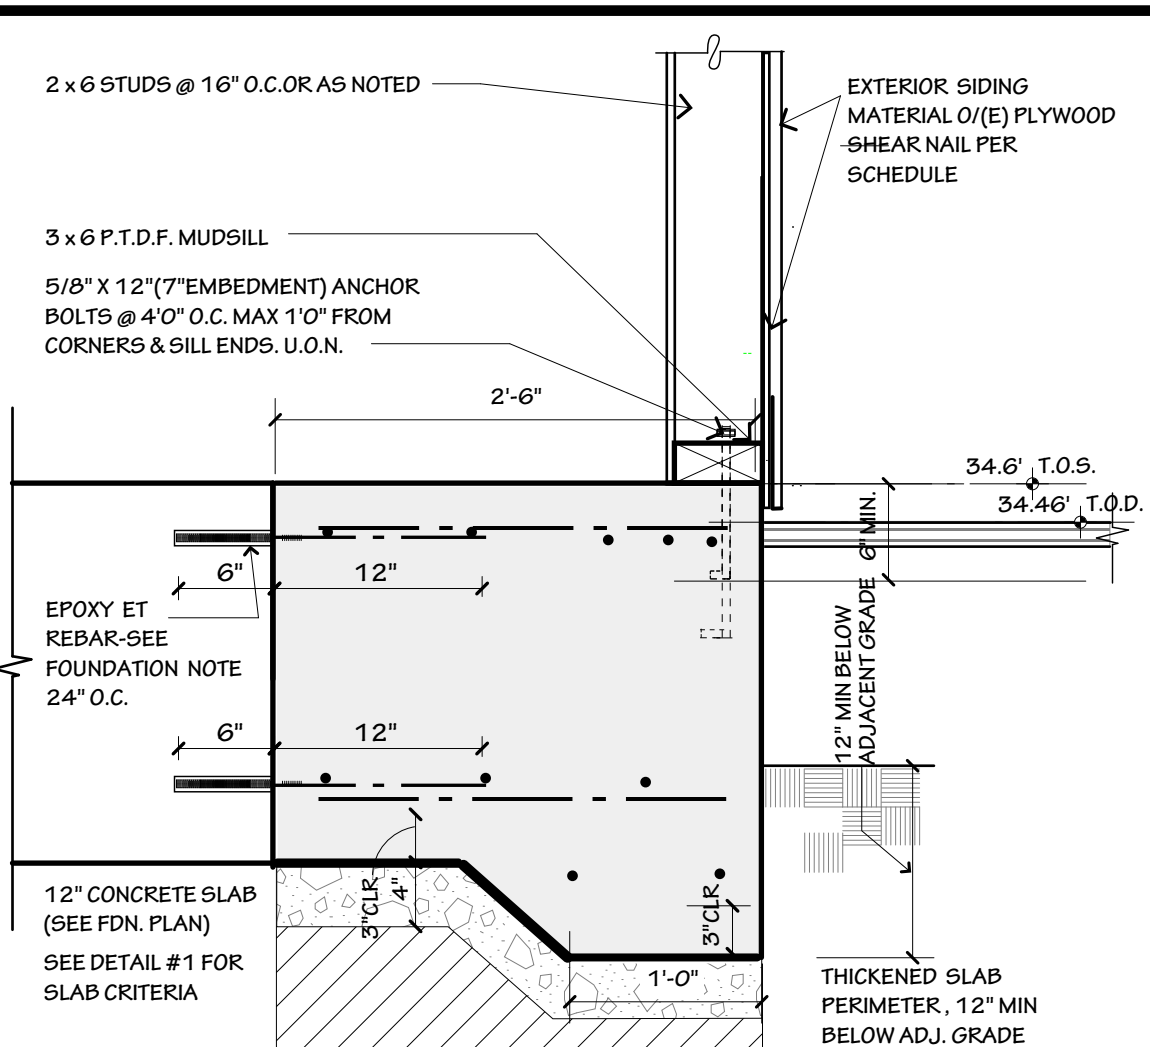 2 x 6 STUDS @ 16" O.C.OR AS NOTED
EXTERIOR SIDING
MATERIAL O/(E) PLYWOOD
SHEAR NAIL PER
SCHEDULE
3 x 6 P.T.D.F. MUDSILL
5/8" X 12"(7"EMBEDMENT) ANCHOR
BOLTS @ 4'0" O.C. MAX 1'0" FROM
CORNERS & SILL ENDS. U.O.N.
2'-6"
34.6' T.O.S.
34.46' T.O.D.
6" MIN.
6"
12"
EPOXY ET
REBAR-SEE
FOUNDATION NOTE
24" O.C.
12" MIN BELOW
ADJACENT GRADE
6"
12"
3"CLR
4"
3"CLR
1'-0"
12" CONCRETE SLAB
(SEE FDN. PLAN)
SEE DETAIL #1 FOR
SLAB CRITERIA
THICKENED SLAB
PERIMETER, 12" MIN
BELOW ADJ. GRADE